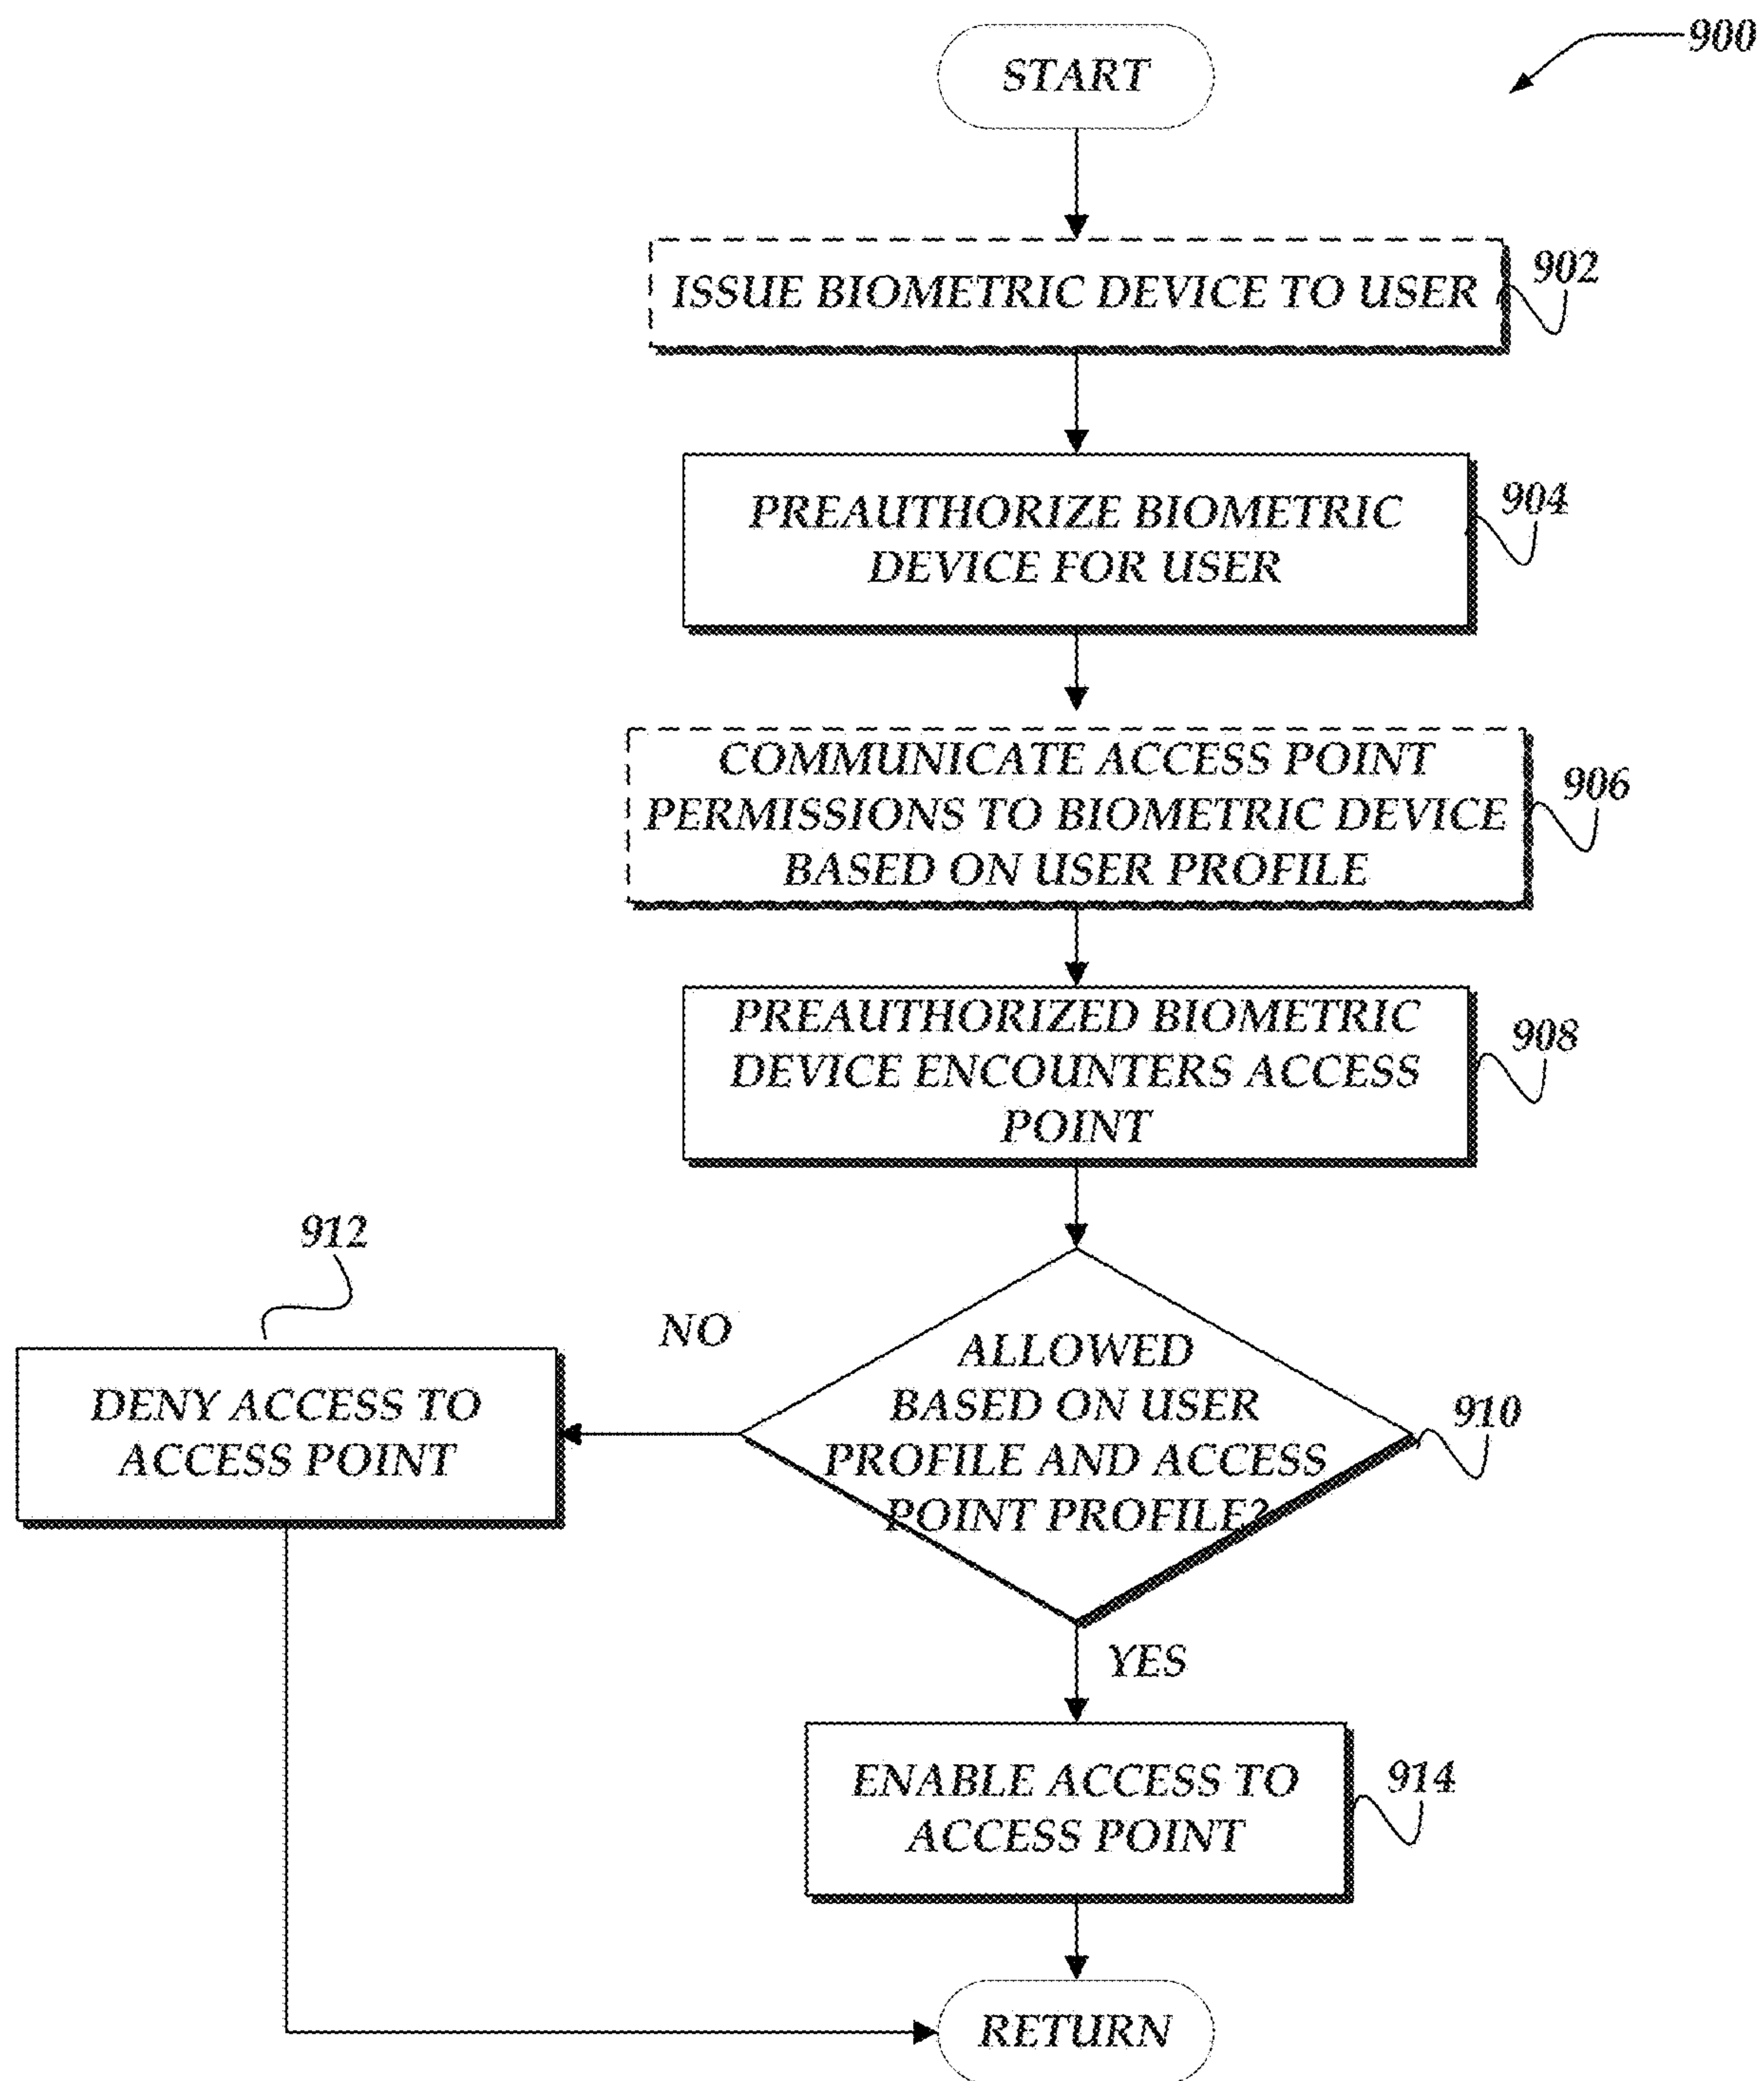 900
START
ISSUE BIOMETRIC DEVICE TO USER
902
PREAUTHORIZE BIOMETRIC
DEVICE FOR USER
904
COMMUNICATE ACCESS POINT
PERMISSIONS TO BIOMETRIC DEVICE
BASED ON USER PROFILE
906
PREAUTHORIZED BIOMETRIC
DEVICE ENCOUNTERS ACCESS
POINT
908
912
NO
DENY ACCESS TO
ACCESS POINT
ALLOWED
BASED ON USER
PROFILE AND ACCESS
POINT PROFILE?
910
YES
ENABLE ACCESS TO
ACCESS POINT
914
RETURN